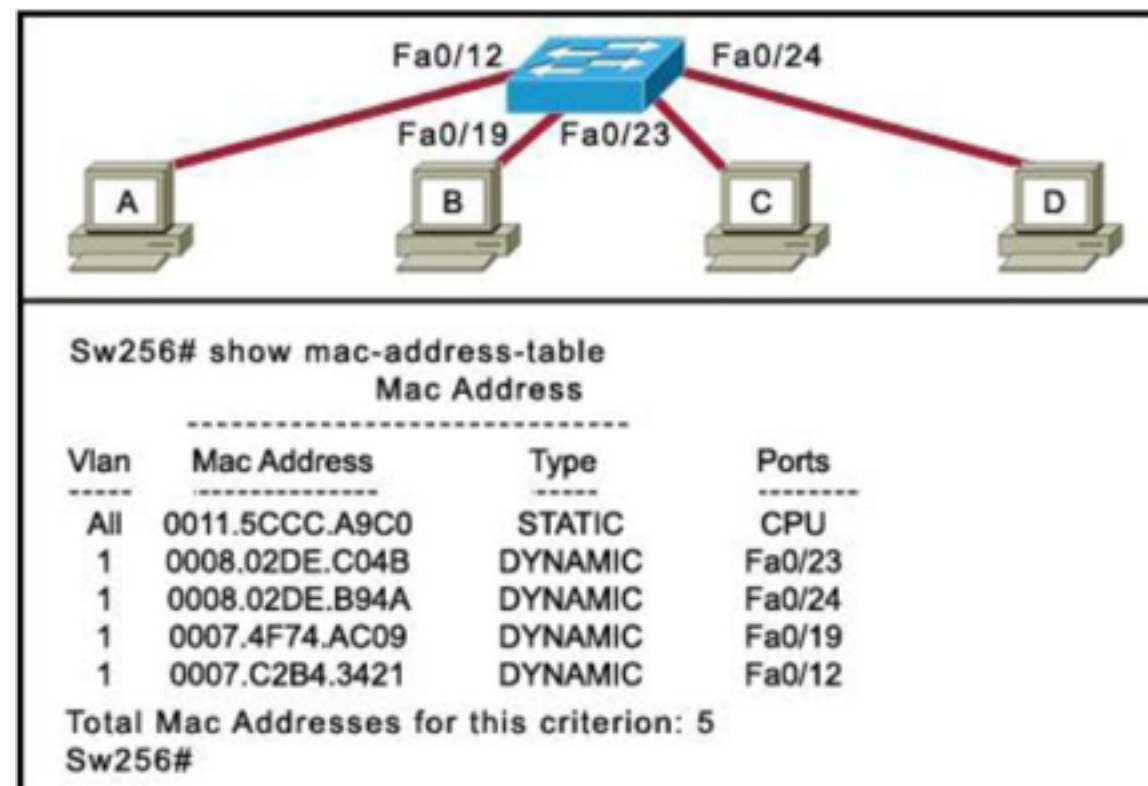 Fa0/12 Fa0/24
Fa0/19 Fa0/23
A B C D
Sw256# show mac-address-table
Mac Address
-------------------------------
Vlan Mac Address Type Ports
----- --------------- ----- --------
All 0011.5CCC.A9C0 STATIC CPU
1 0008.02DE.C04B DYNAMIC Fa0/23
1 0008.02DE.B94A DYNAMIC Fa0/24
1 0007.4F74.AC09 DYNAMIC Fa0/19
1 0007.C2B4.3421 DYNAMIC Fa0/12
Total Mac Addresses for this criterion: 5
Sw256#